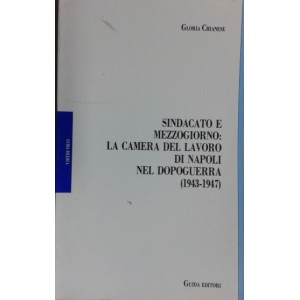 GLORIA CHIANESE
SINDACATO E
MEZZOGIORNO:
LA CAMERA DEL LAVORO
DI NAPOLI
NEL DOPOGUERRA
(1943-1947)
GUIDA EDITORI